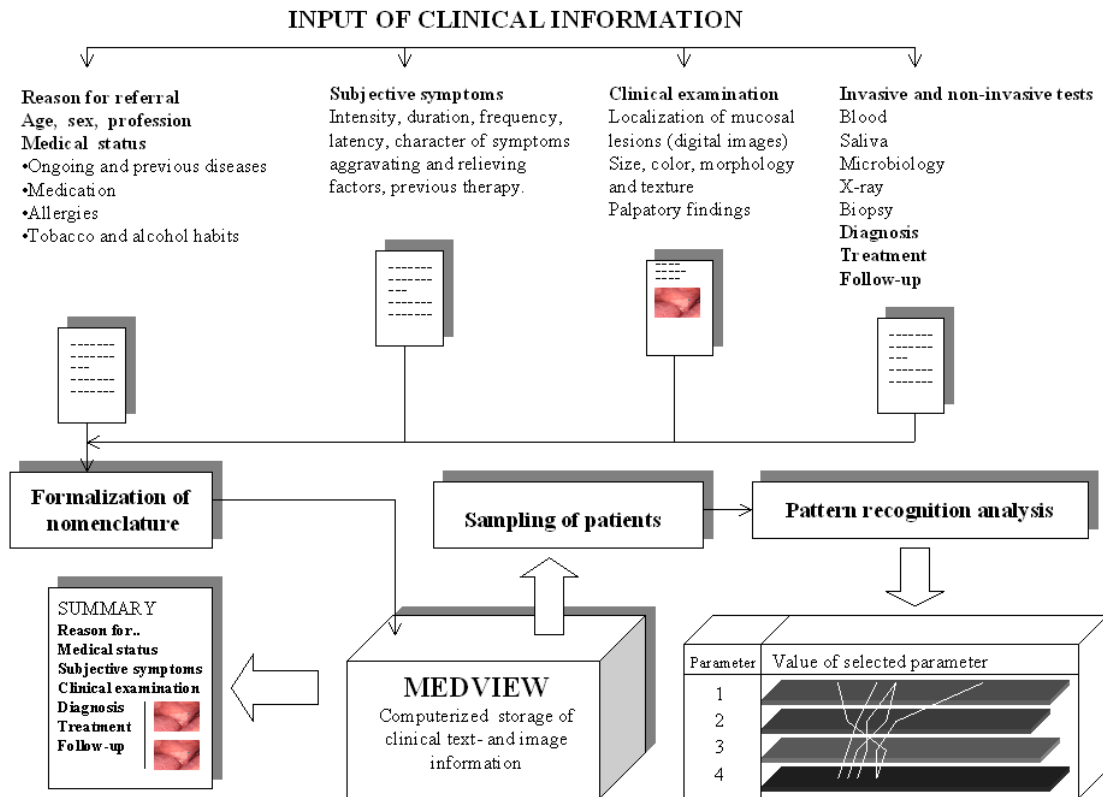 INPUT OF CLINICAL INFORMATION
Reason for referral
Age, sex, profession
Medical status
•Ongoing and previous diseases
•Medication
•Allergies
•Tobacco and alcohol habits
Subjective symptoms
Intensity, duration, frequency,
latency, character of symptoms
aggravating and relieving
factors, previous therapy.
Clinical examination
Localization of mucosal
lesions (digital images)
Size, color, morphology
and texture
Palpatory findings
Invasive and non-invasive tests
Blood
Saliva
Microbiology
X-ray
Biopsy
Diagnosis
Treatment
Follow-up
Formalization of
nomenclature
Sampling of patients
Pattern recognition analysis
SUMMARY
Reason for..
Medical status
Subjective symptoms
Clinical examination
Diagnosis
Treatment
Follow-up
MEDVIEW
Computerized storage of
clinical text- and image
information
Parameter
Value of selected parameter
1
2
3
4